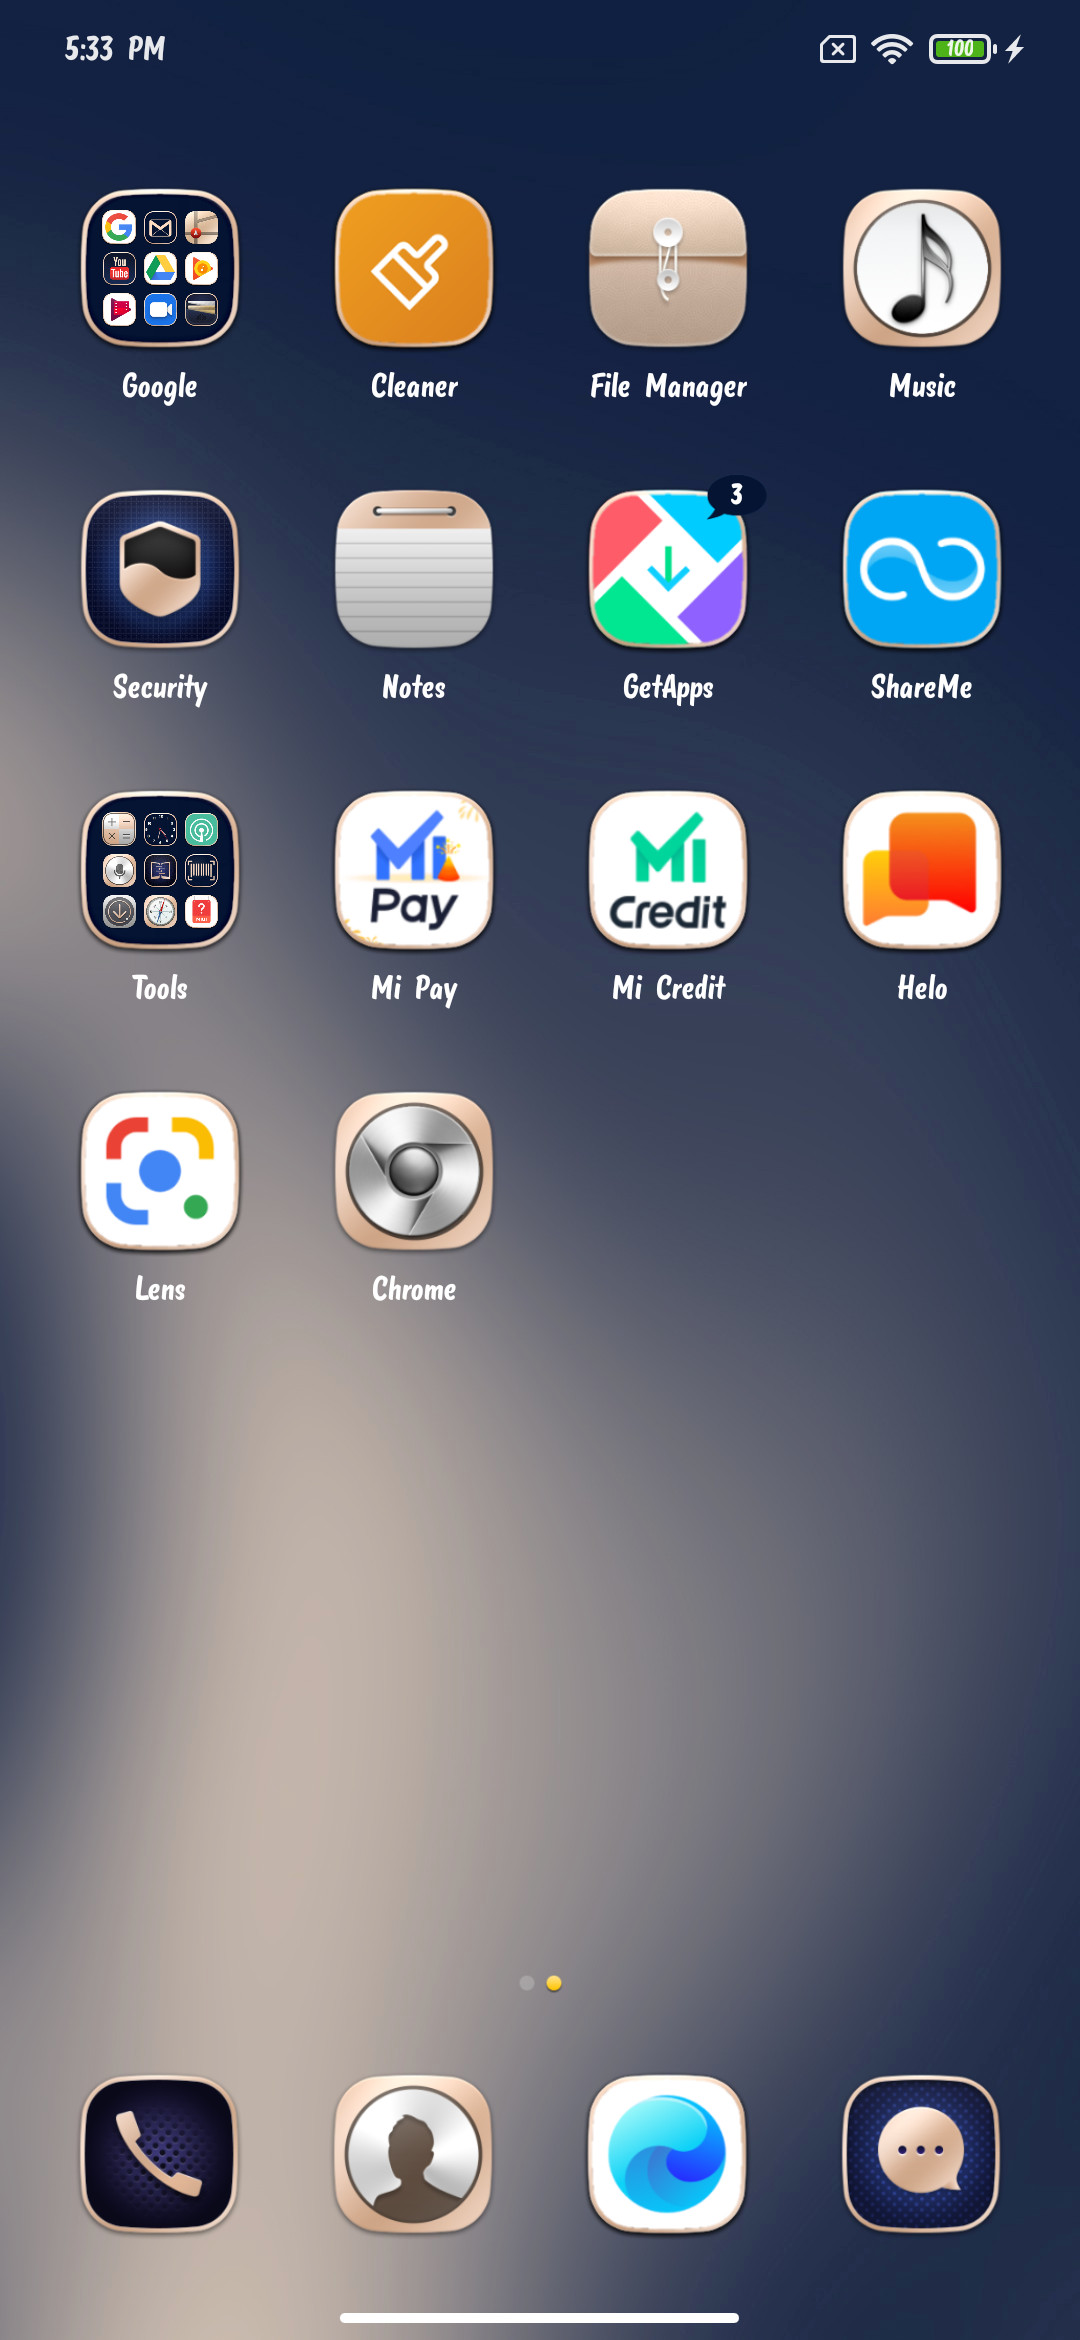 5:33 PM
100
Google
Cleaner
File Manager
Music
3
Security
Notes
GetApps
ShareMe
Mi
Pay
Mi
Credit
Tools
Mi Pay
Mi Credit
Helo
Lens
Chrome